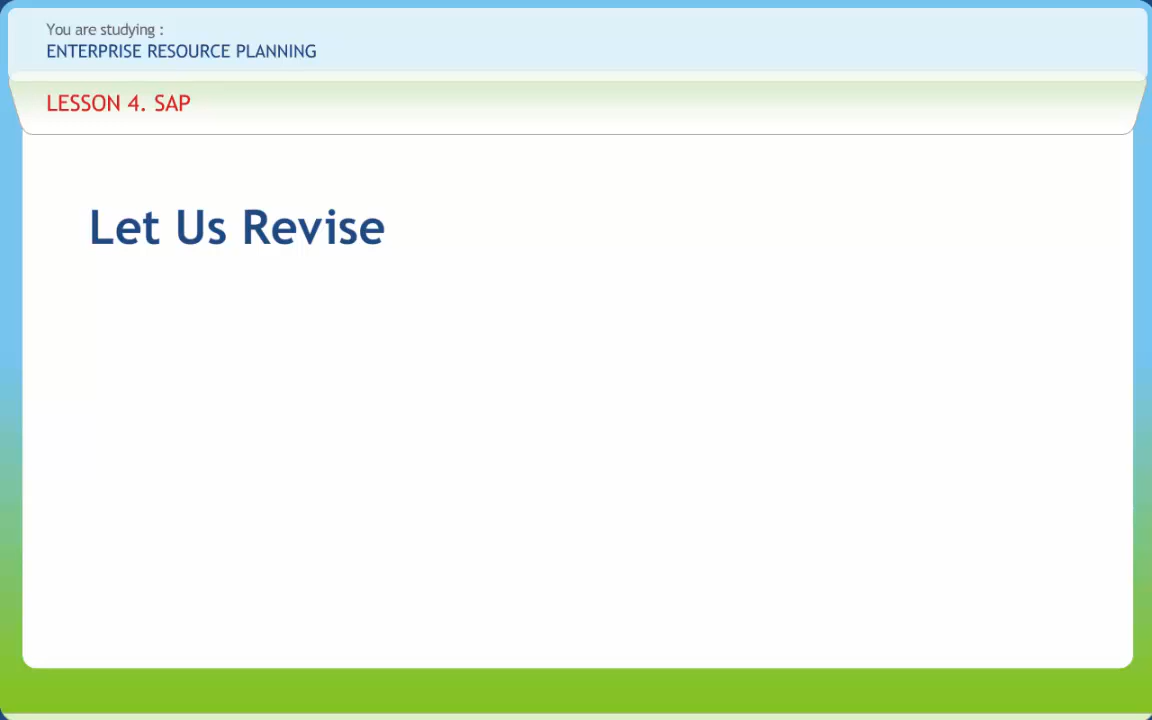 You are studying :
ENTERPRISE RESOURCE PLANNING
LESSON 4. SAP
Let Us Revise